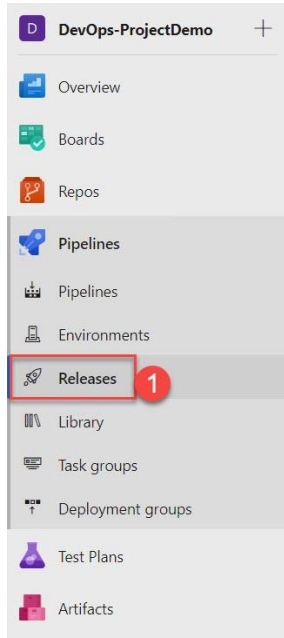 D DevOps-ProjectDemo +
Overview
Boards
Repos
Pipelines
Pipelines
Environments
Releases 1
Library
Task groups
Deployment groups
Test Plans
Artifacts